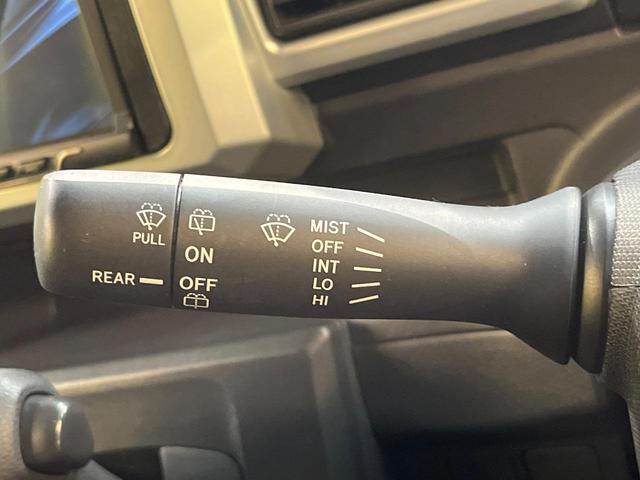 PULL
REAR
ON
OFF
MIST
OFF
INT
LO
HI